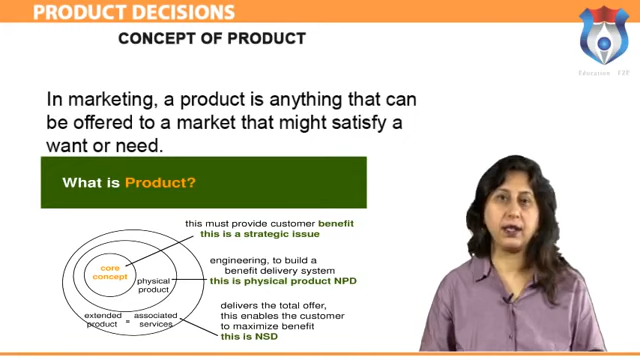 PRODUCT DECISIONS
CONCEPT OF PRODUCT
In marketing, a product is anything that can
be offered to a market that might satisfy a
want or need.
What is Product?
this must provide customer benefit
this is a strategic issue
core
concept
engineering, to build a
benefit delivery system
this is physical product NPD
physical
product
delivers the total offer,
this enables the customer
to maximize benefit
this is NSD
extended product = associated services